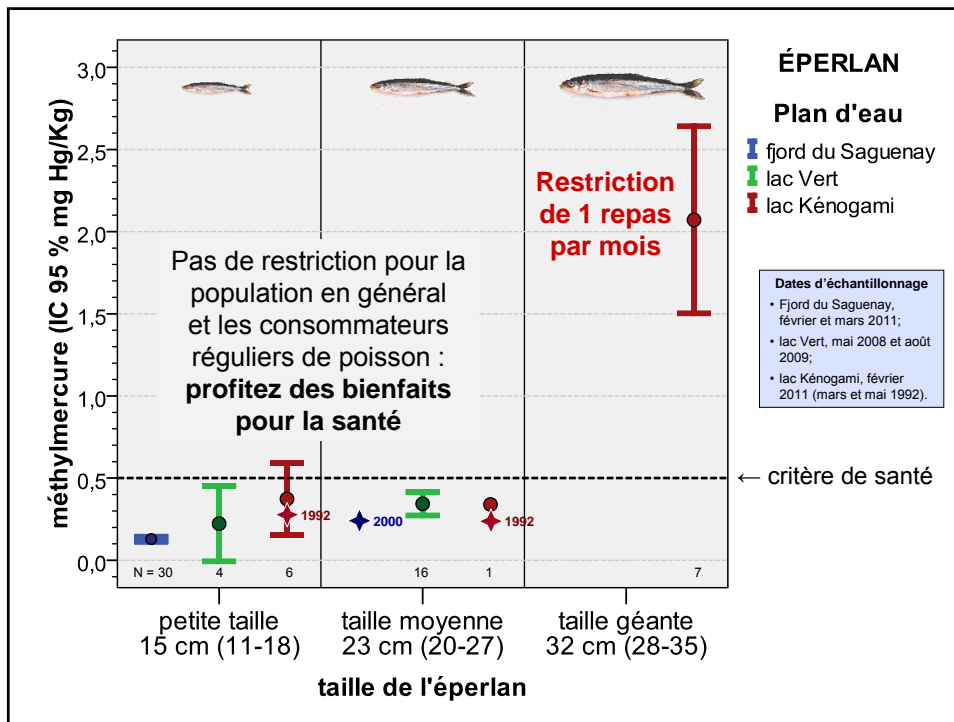 méthylmercure (IC 95 % mg Hg/Kg)
3,0
2,5
2,0
1,5
1,0
0,5
0,0
Pas de restriction pour la
population en général
et les consommateurs
réguliers de poisson :
profitez des bienfaits
pour la santé
Restriction
de 1 repas
par mois
1992
2000
1992
N = 30
4
6
16
1
7
petite taille
15 cm (11-18)
taille moyenne
23 cm (20-27)
taille géante
32 cm (28-35)
taille de l'éperlan
ÉPERLAN
Plan d'eau
fjord du Saguenay
lac Vert
lac Kénogami
Dates d'échantillonnage
• Fjord du Saguenay,
février et mars 2011;
• lac Vert, mai 2008 et août
2009;
• lac Kénogami, février
2011 (mars et mai 1992).
← critère de santé